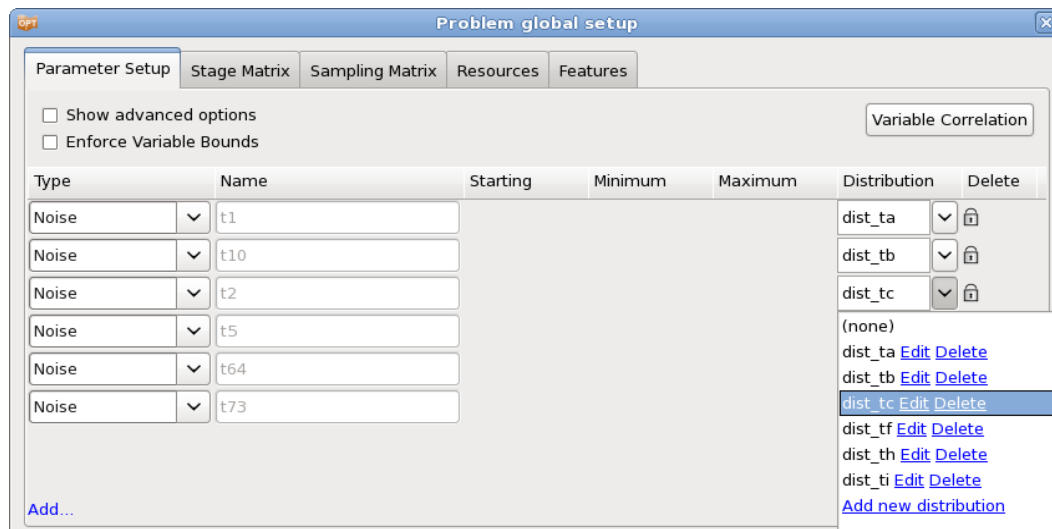 OPT
Problem global setup
Parameter Setup Stage Matrix Sampling Matrix Resources Features
Show advanced options
Variable Correlation
Enforce Variable Bounds
Type Name Starting Minimum Maximum Distribution Delete
Noise t1 dist_ta
Noise t10 dist_tb
Noise t2 dist_tc
Noise t5
Noise t64
Noise t73
(none)
dist_ta Edit Delete
dist_tb Edit Delete
dist_tc Edit Delete
dist_tf Edit Delete
dist_th Edit Delete
dist_ti Edit Delete
Add new distribution
Add...